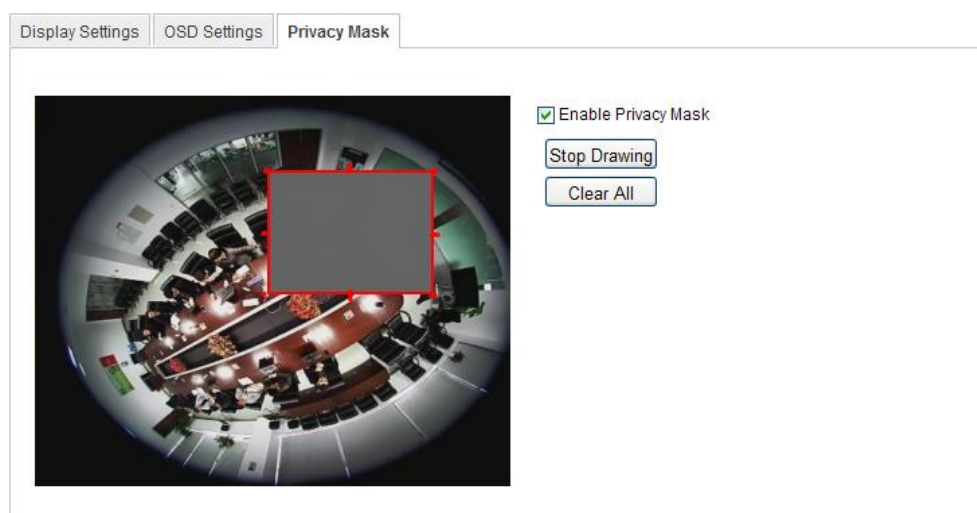 Display Settings
OSD Settings
Privacy Mask
Enable Privacy Mask
Stop Drawing
Clear All